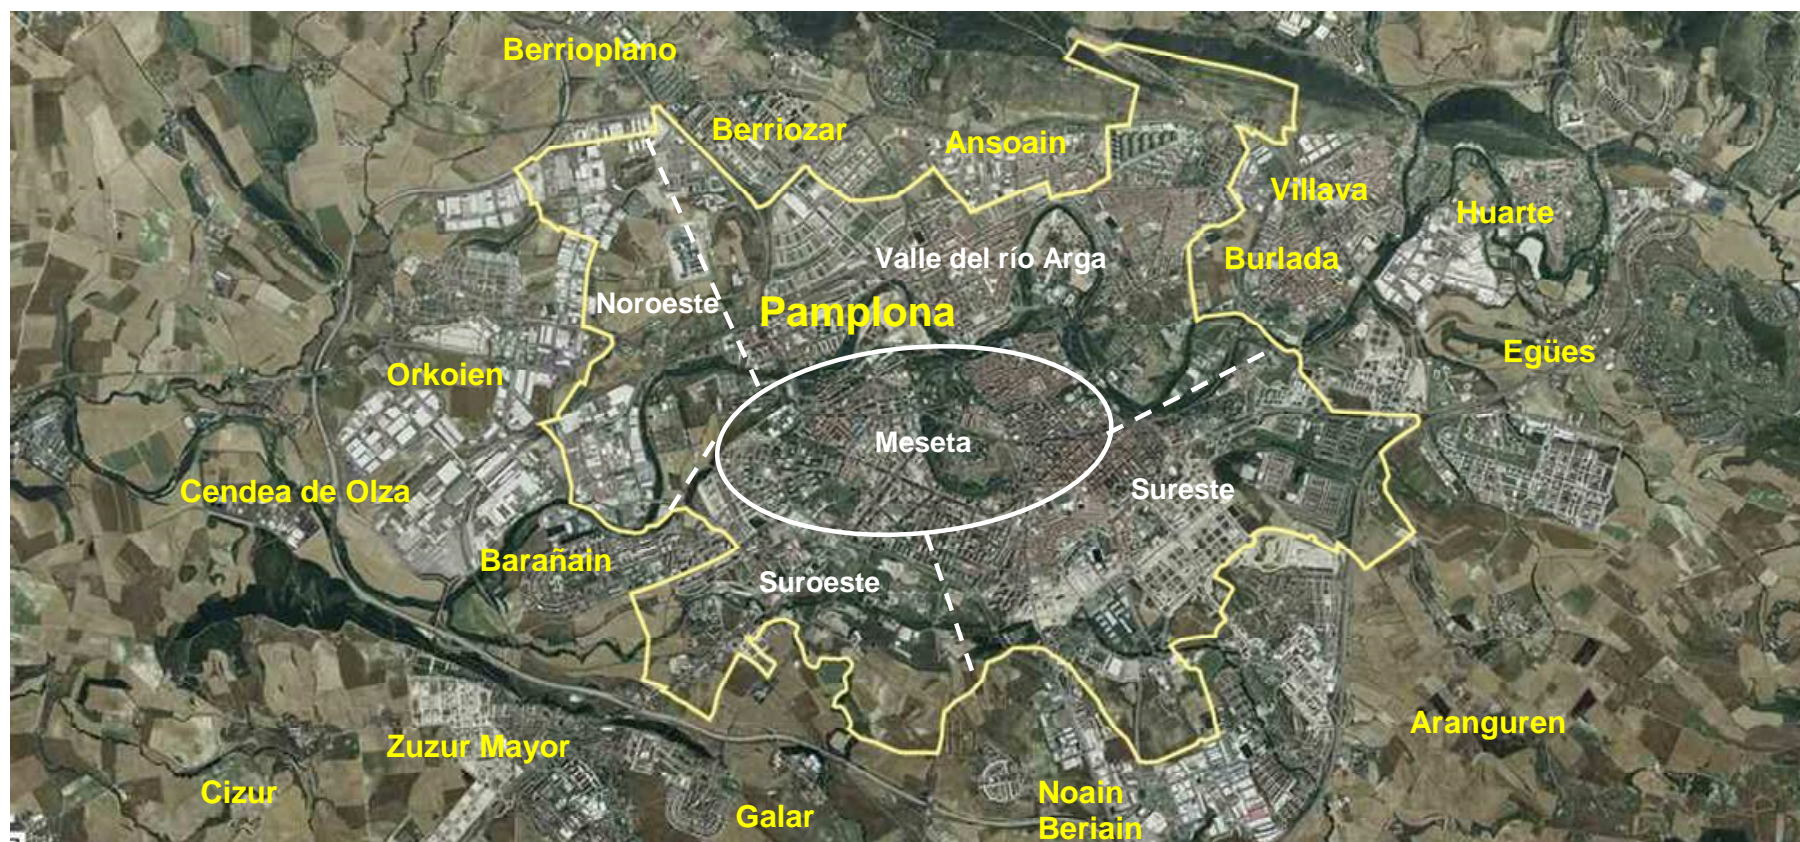 Berrioplano
Berriozar
Ansoain
Villava
Huarte
Valle del río Arga
Burlada
Noroeste
Pamplona
Egües
Orkoien
Meseta
Cendea de Olza
Sureste
Barañain
Suroeste
Aranguren
Zuzur Mayor
Cizur
Noain
Galar
Beriain